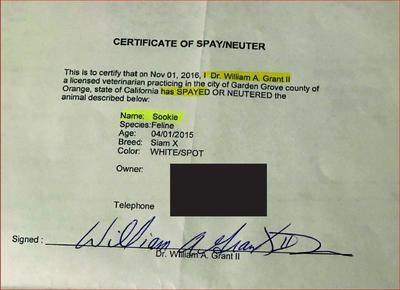 CERTIFICATE OF SPAY/NEUTER
This is to certify that on Nov 01, 2016, I Dr. William A. Grant II
a licensed veterinarian practicing in the city of Garden Grove county of
Orange, state of California has SPAYED OR NEUTERED the
animal described below:
Name: Sookie
Species:Feline
Age: 04/01/2015
Breed: Siam X
Color: WHITE/SPOT
Owner:
Telephone
Signed : William A Grant II
Dr. William A. Grant II